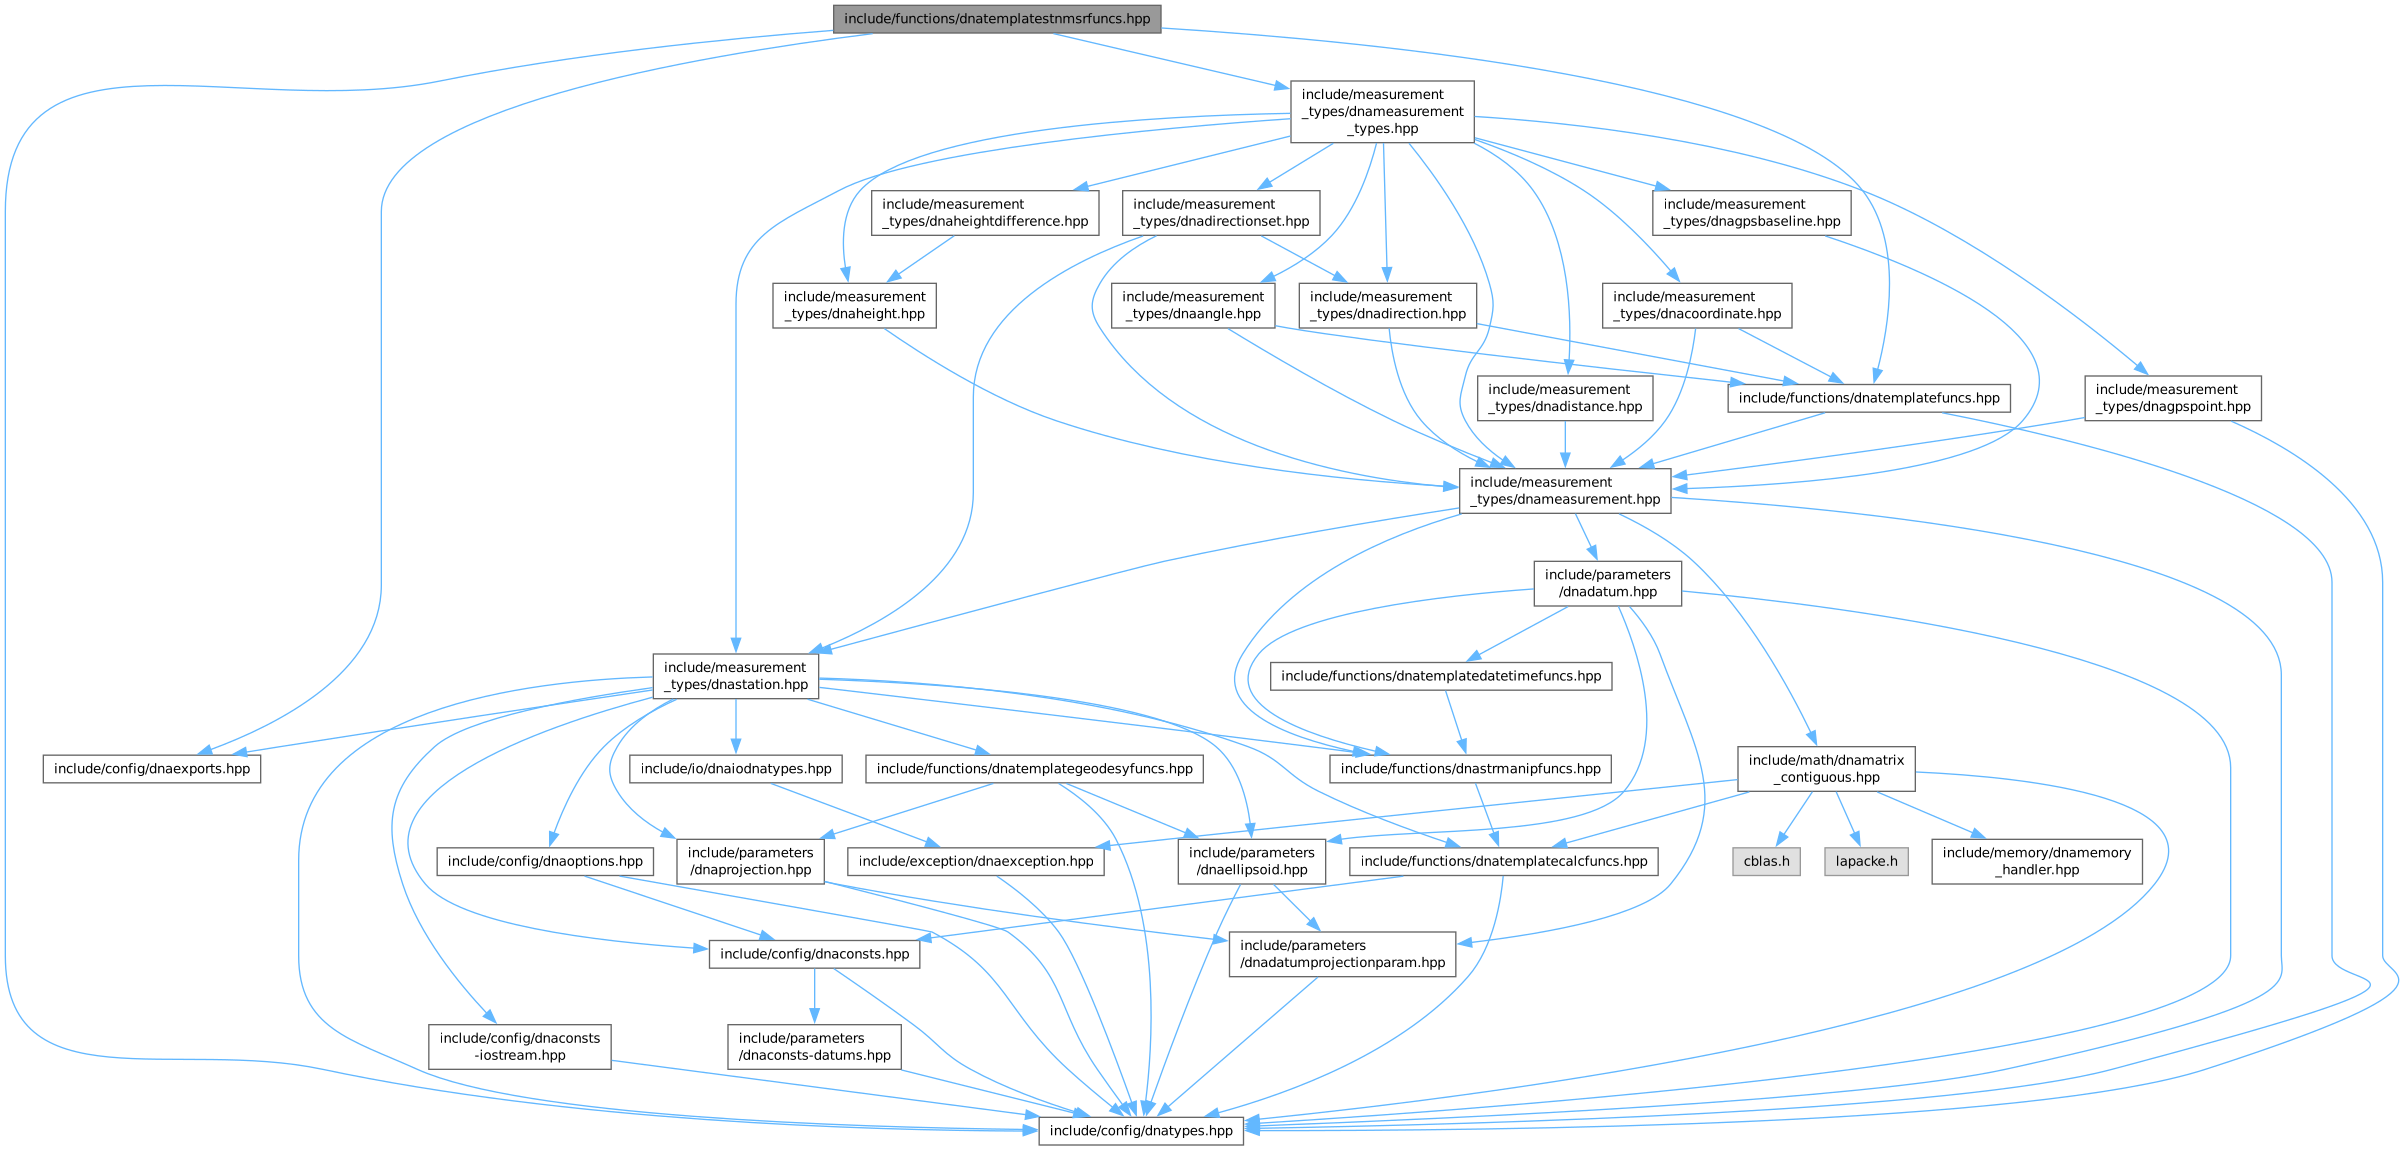 include/functions/dnatemplatestnmsrfuncs.hpp
include/measurement
_types/dnameasurement
_types.hpp
include/measurement
_types/dnaheightdifference.hpp
include/measurement
_types/dnadirectionset.hpp
include/measurement
_types/dnagpsbaseline.hpp
include/measurement
_types/dnaheight.hpp
include/measurement
_types/dnaangle.hpp
include/measurement
_types/dnadirection.hpp
include/measurement
_types/dnacoordinate.hpp
include/measurement
_types/dnadistance.hpp
include/functions/dnatemplatefuncs.hpp
include/measurement
_types/dnagpspoint.hpp
include/measurement
_types/dnameasurement.hpp
include/parameters
/dnadatum.hpp
include/measurement
_types/dnastation.hpp
include/functions/dnatemplatedatetimefuncs.hpp
include/config/dnaexports.hpp
include/io/dnaiodnatypes.hpp
include/functions/dnatemplategeodesyfuncs.hpp
include/functions/dnastrmanipfuncs.hpp
include/math/dnamatrix
_contiguous.hpp
include/config/dnaoptions.hpp
include/parameters
/dnaprojection.hpp
include/exception/dnaexception.hpp
include/parameters
/dnaellipsoid.hpp
include/functions/dnatemplatecalcfuncs.hpp
cblas.h
lapacke.h
include/memory/dnamemory
_handler.hpp
include/config/dnaconsts.hpp
include/parameters
/dnadatumprojectionparam.hpp
include/config/dnaconsts
-iostream.hpp
include/parameters
/dnaconsts-datums.hpp
include/config/dnatypes.hpp